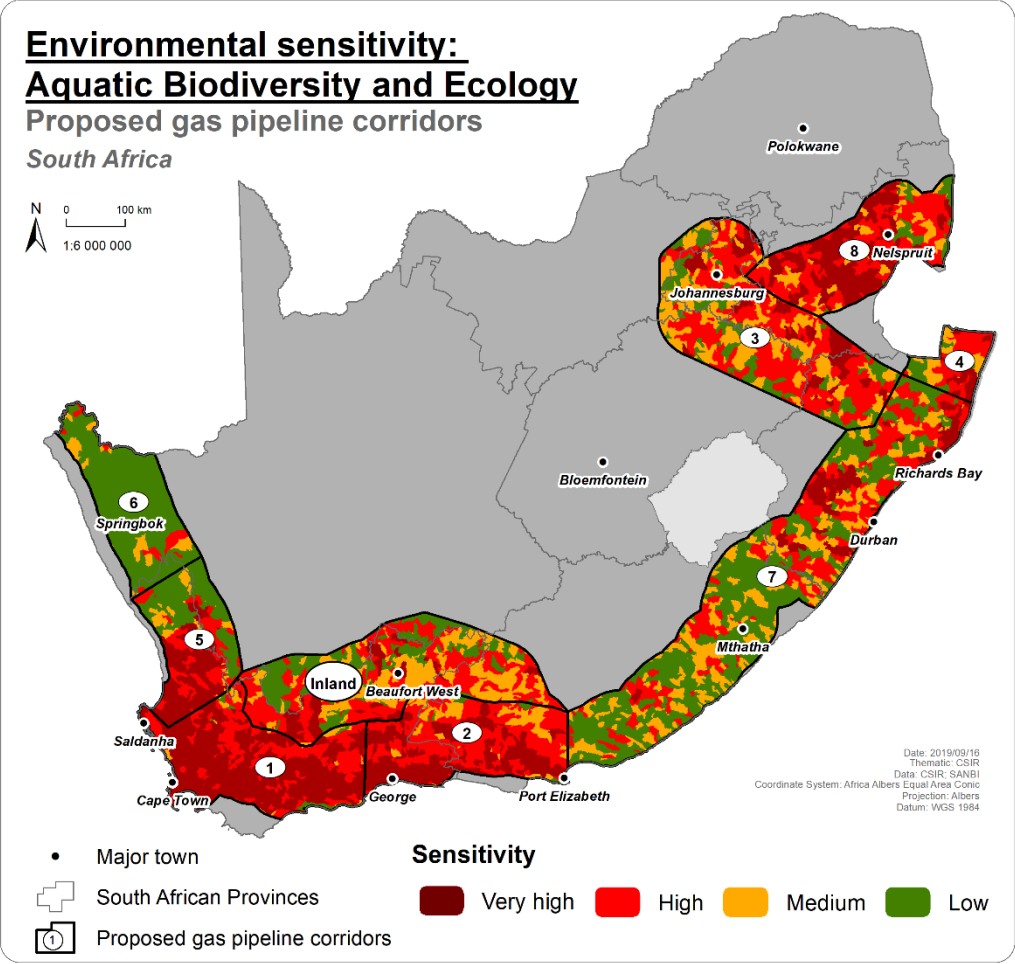 Environmental sensitivity:
Aquatic Biodiversity and Ecology
Proposed gas pipeline corridors
South Africa
N
0 100 km
1:6 000 000
Polokwane
8
Nelspruit
Johannesburg
3
4
Bloemfontein
Richards Bay
6
Springbok
Durban
7
5
Mthatha
Inland
Beaufort West
2
Saldanha
1
Cape Town
George
Port Elizabeth
Date: 2019/09/16
Thematic: CSIR
Data: CSIR; SANBI
Coordinate System: Africa Albers Equal Area Conic
Projection: Albers
Datum: WGS 1984
Major town
South African Provinces
1
Proposed gas pipeline corridors
Sensitivity
Very high High Medium Low